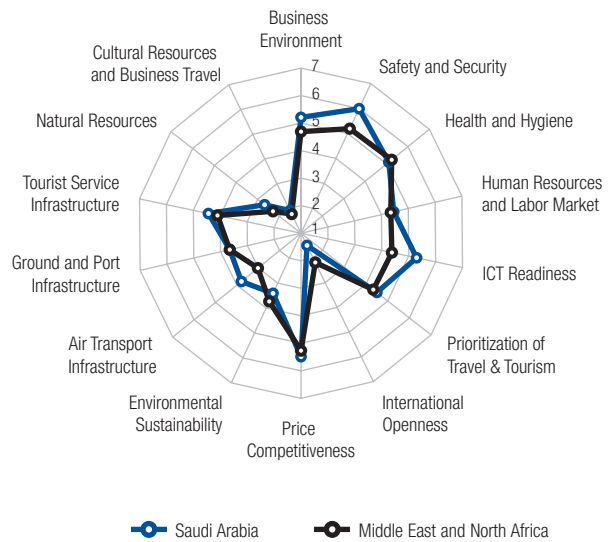 Business
Environment
Safety and Security
Health and Hygiene
Human Resources
and Labor Market
ICT Readiness
Prioritization of
Travel & Tourism
International
Openness
Price
Competitiveness
Environmental
Sustainability
Air Transport
Infrastructure
Ground and Port
Infrastructure
Tourist Service
Infrastructure
Natural Resources
Cultural Resources
and Business Travel
7
6
5
4
3
2
1
Saudi Arabia
Middle East and North Africa